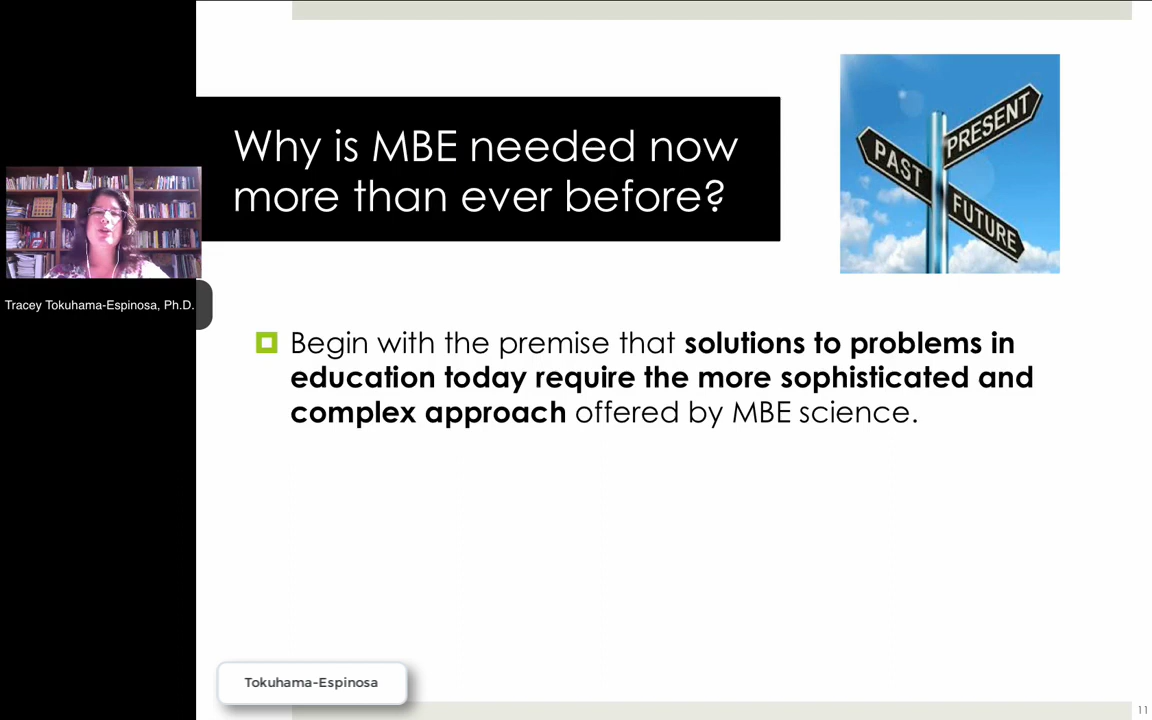 Why is MBE needed now
more than ever before?
PAST
PRESENT
FUTURE
Tracey Tokuhama-Espinosa, Ph.D.
Begin with the premise that solutions to problems in
education today require the more sophisticated and
complex approach offered by MBE science.
Tokuhama-Espinosa
11